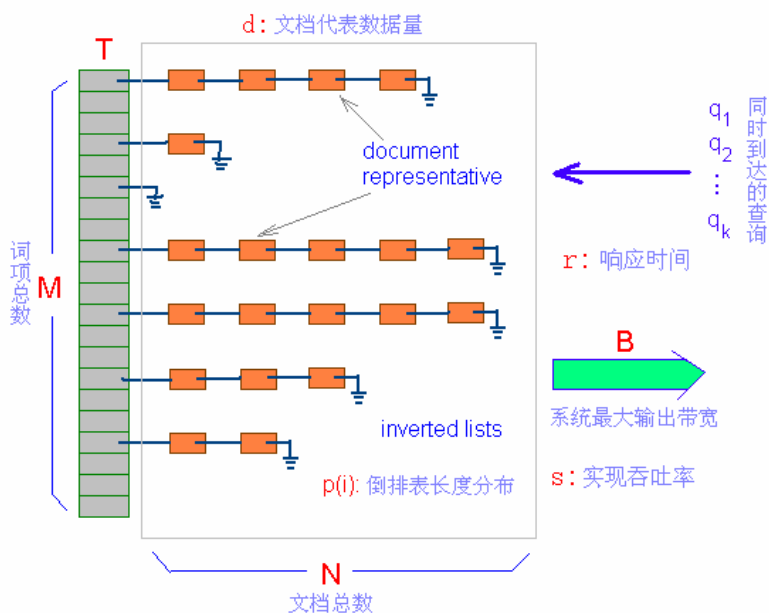 d: 文档代表数据量
T
document
representative
q1
q2
⋮
qk
同时到达的查询
词项总数
M
r: 响应时间
B
系统最大输出带宽
inverted lists
p(i): 倒排表长度分布
s: 实现吞吐率
N
文档总数